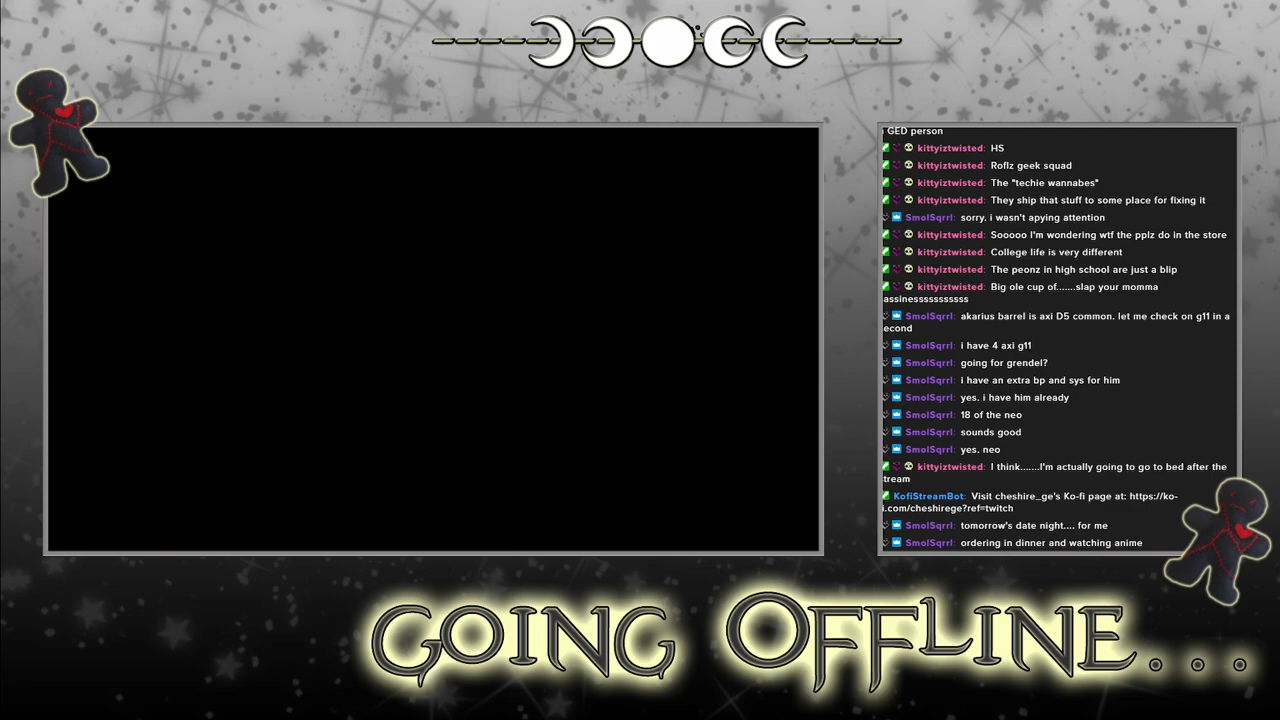 GED person
kittyiztwisted: HS
kittyiztwisted: Roflz geek squad
kittyiztwisted: The "techie wannabes"
kittyiztwisted: They ship that stuff to some place for fixing it
SmolSqrrl: sorry. i wasn't apying attention
kittyiztwisted: Sooooo I'm wondering wtf the pplz do in the store
kittyiztwisted: College life is very different
kittyiztwisted: The peonz in high school are just a blip
kittyiztwisted: Big ole cup of.......slap your momma
assinesssssssssss
SmolSqrrl: akarius barrel is axi D5 common. let me check on g11 in a
econd
SmolSqrrl: i have 4 axi g11
SmolSqrrl: going for grendel?
SmolSqrrl: i have an extra bp and sys for him
SmolSqrrl: yes. i have him already
SmolSqrrl: 18 of the neo
SmolSqrrl: sounds good
SmolSqrrl: yes. neo
kittyiztwisted: I think.......I'm actually going to go to bed after the
tream
KofiStreamBot: Visit cheshire_ge's Ko-fi page at: https://ko-
i.com/cheshirege?ref=twitch
SmolSqrrl: tomorrow's date night.... for me
SmolSqrrl: ordering in dinner and watching anime
Going Offline...